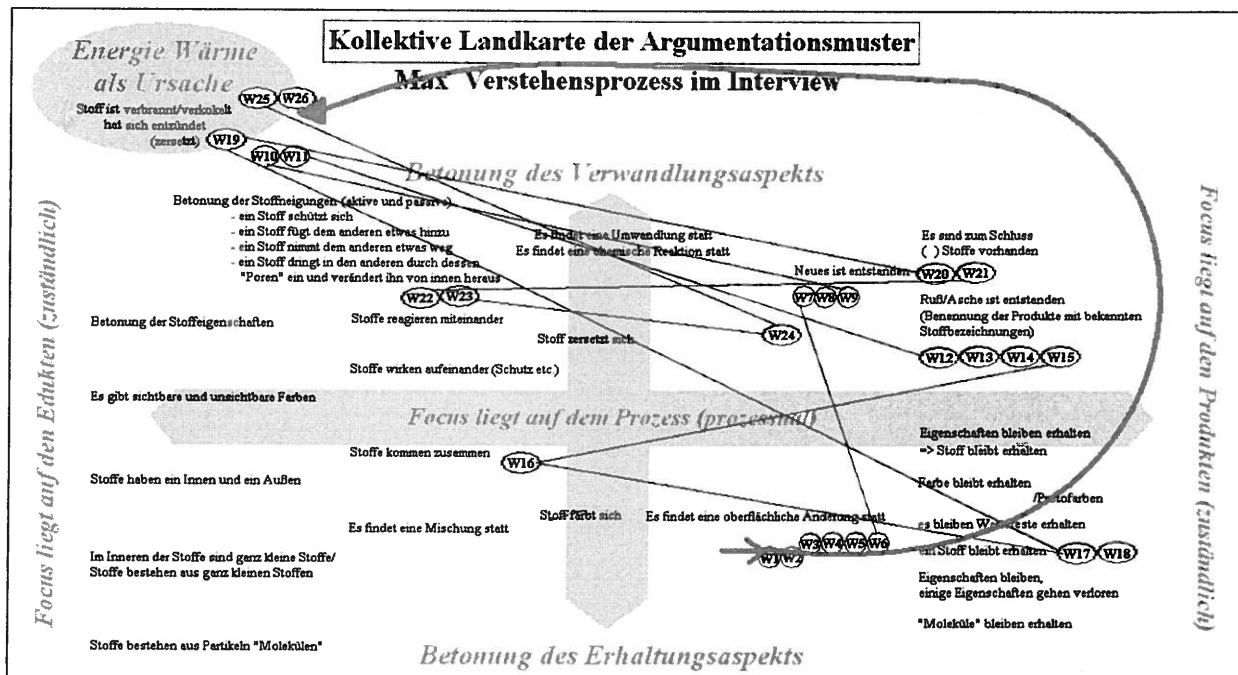 Kollektive Landkarte der Argumentationsmuster
Max' Verstehensprozess im Interview
Energie Wärme
als Ursache
Stoff ist verbrannt/verkokelt
hat sich entzündet
(zersetzt)
W25 W26
W19
W10 W11
Betonung des Verwandlungsaspekts
Betonung der Stoffneigungen (aktive und passive)
- ein Stoff schützt sich
- ein Stoff fügt dem anderen etwas hinzu
- ein Stoff nimmt dem anderen etwas weg
- ein Stoff dringt in den anderen durch dessen
"Poren" ein und verändert ihn von innen heraus
Es findet eine Umwandlung statt
Es findet eine chemische Reaktion statt
Es sind zum Schluss
( ) Stoffe vorhanden
Neues ist entstanden
W20 W21
W22 W23
W7 W8 W9
Ruß/Asche ist entstanden
(Benennung der Produkte mit bekannten
Stoffbezeichnungen)
Betonung der Stoffeigenschaften
Stoffe reagieren miteinander
Stoff zersetzt sich
W24
W12 W13 W14 W15
Stoffe wirken aufeinander (Schutz etc.)
Es gibt sichtbare und unsichtbare Farben
Focus liegt auf dem Prozess (prozessual)
Eigenschaften bleiben erhalten
=> Stoff bleibt erhalten
Stoffe kommen zusammen
W16
Stoffe haben ein Innen und ein Außen
Farbe bleibt erhalten
/Protofarben
Es findet eine Mischung statt
Stoff färbt sich
Es findet eine oberflächliche Änderung statt
es bleiben erhalten
W3 W4 W5 W6
W1 W2
ein Stoff bleibt erhalten
W17 W18
Im Inneren der Stoffe sind ganz kleine Stoffe/
Stoffe bestehen aus ganz kleinen Stoffen
Eigenschaften bleiben,
einige Eigenschaften gehen verloren
"Moleküle" bleiben erhalten
Stoffe bestehen aus Partikeln "Molekülen"
Betonung des Erhaltungsaspekts
Focus liegt auf den Edukten (zuständlich)
Focus liegt auf den Produkten (zuständlich)